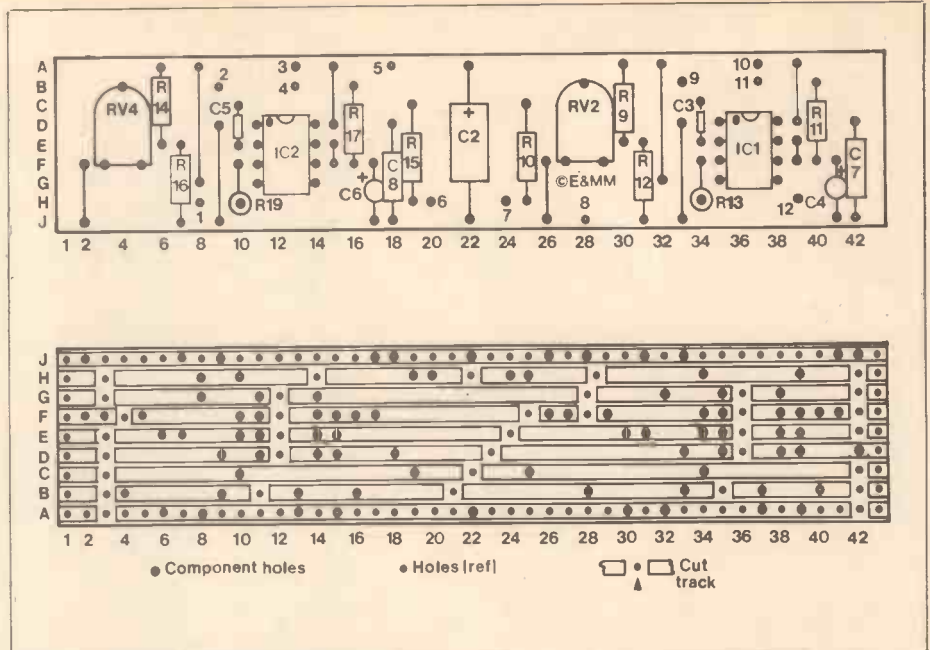 A
B
C
D
E
F
G
H
J
RV4
R 14
R 16
1
2
C5
R19
3
4
IC2
R 17
C6
5
C 8
R 15
6
C2
7
R 10
RV2
©E&MM
8
R 9
R 12
9
C3
R13
10
11
IC1
12
R 11
C4
C 7
1 2 4 6 8 10 12 14 16 18 20 22 24 26 28 30 32 34 36 38 40 42
J
H
G
F
E
D
C
B
A
1 2 4 6 8 10 12 14 16 18 20 22 24 26 28 30 32 34 36 38 40 42
Component holes
Holes [ref]
Cut
track